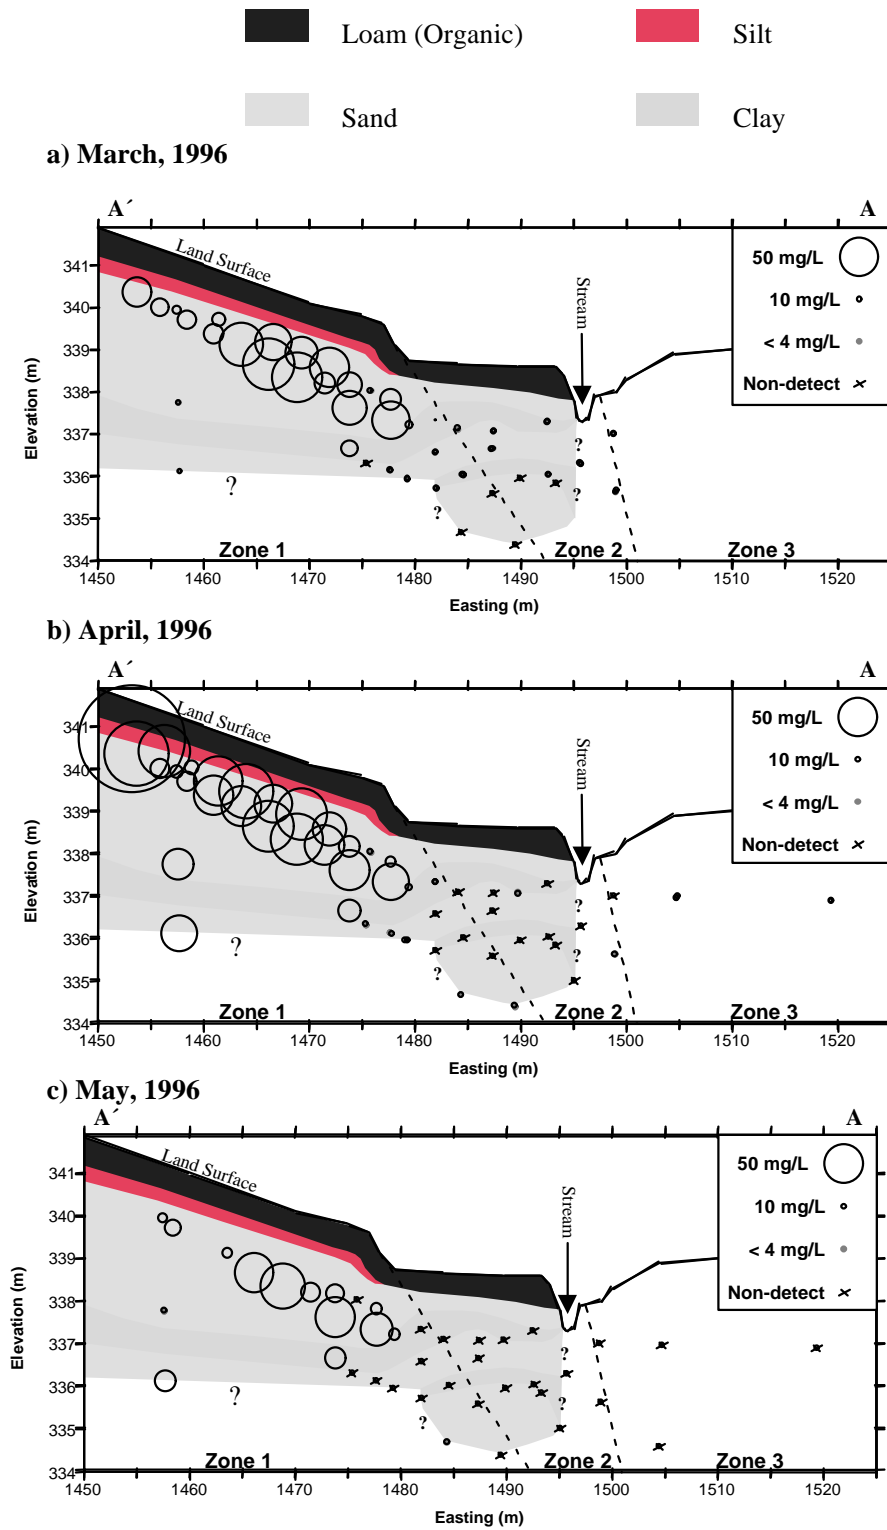 Loam (Organic)
Silt
Sand
Clay
a) March, 1996
A´
A
Land Surface
Stream
50 mg/L
10 mg/L
< 4 mg/L
Non-detect
341
340
339
338
337
336
335
334
Elevation (m)
?
?
?
?
Zone 1
Zone 2
Zone 3
1450
1460
1470
1480
1490
1500
1510
1520
Easting (m)
b) April, 1996
A´
A
Land Surface
Stream
50 mg/L
10 mg/L
< 4 mg/L
Non-detect
341
340
339
338
337
336
335
334
Elevation (m)
?
?
?
?
Zone 1
Zone 2
Zone 3
1450
1460
1470
1480
1490
1500
1510
1520
Easting (m)
c) May, 1996
A´
A
Land Surface
Stream
50 mg/L
10 mg/L
< 4 mg/L
Non-detect
341
340
339
338
337
336
335
334
Elevation (m)
?
?
?
?
Zone 1
Zone 2
Zone 3
1450
1460
1470
1480
1490
1500
1510
1520
Easting (m)